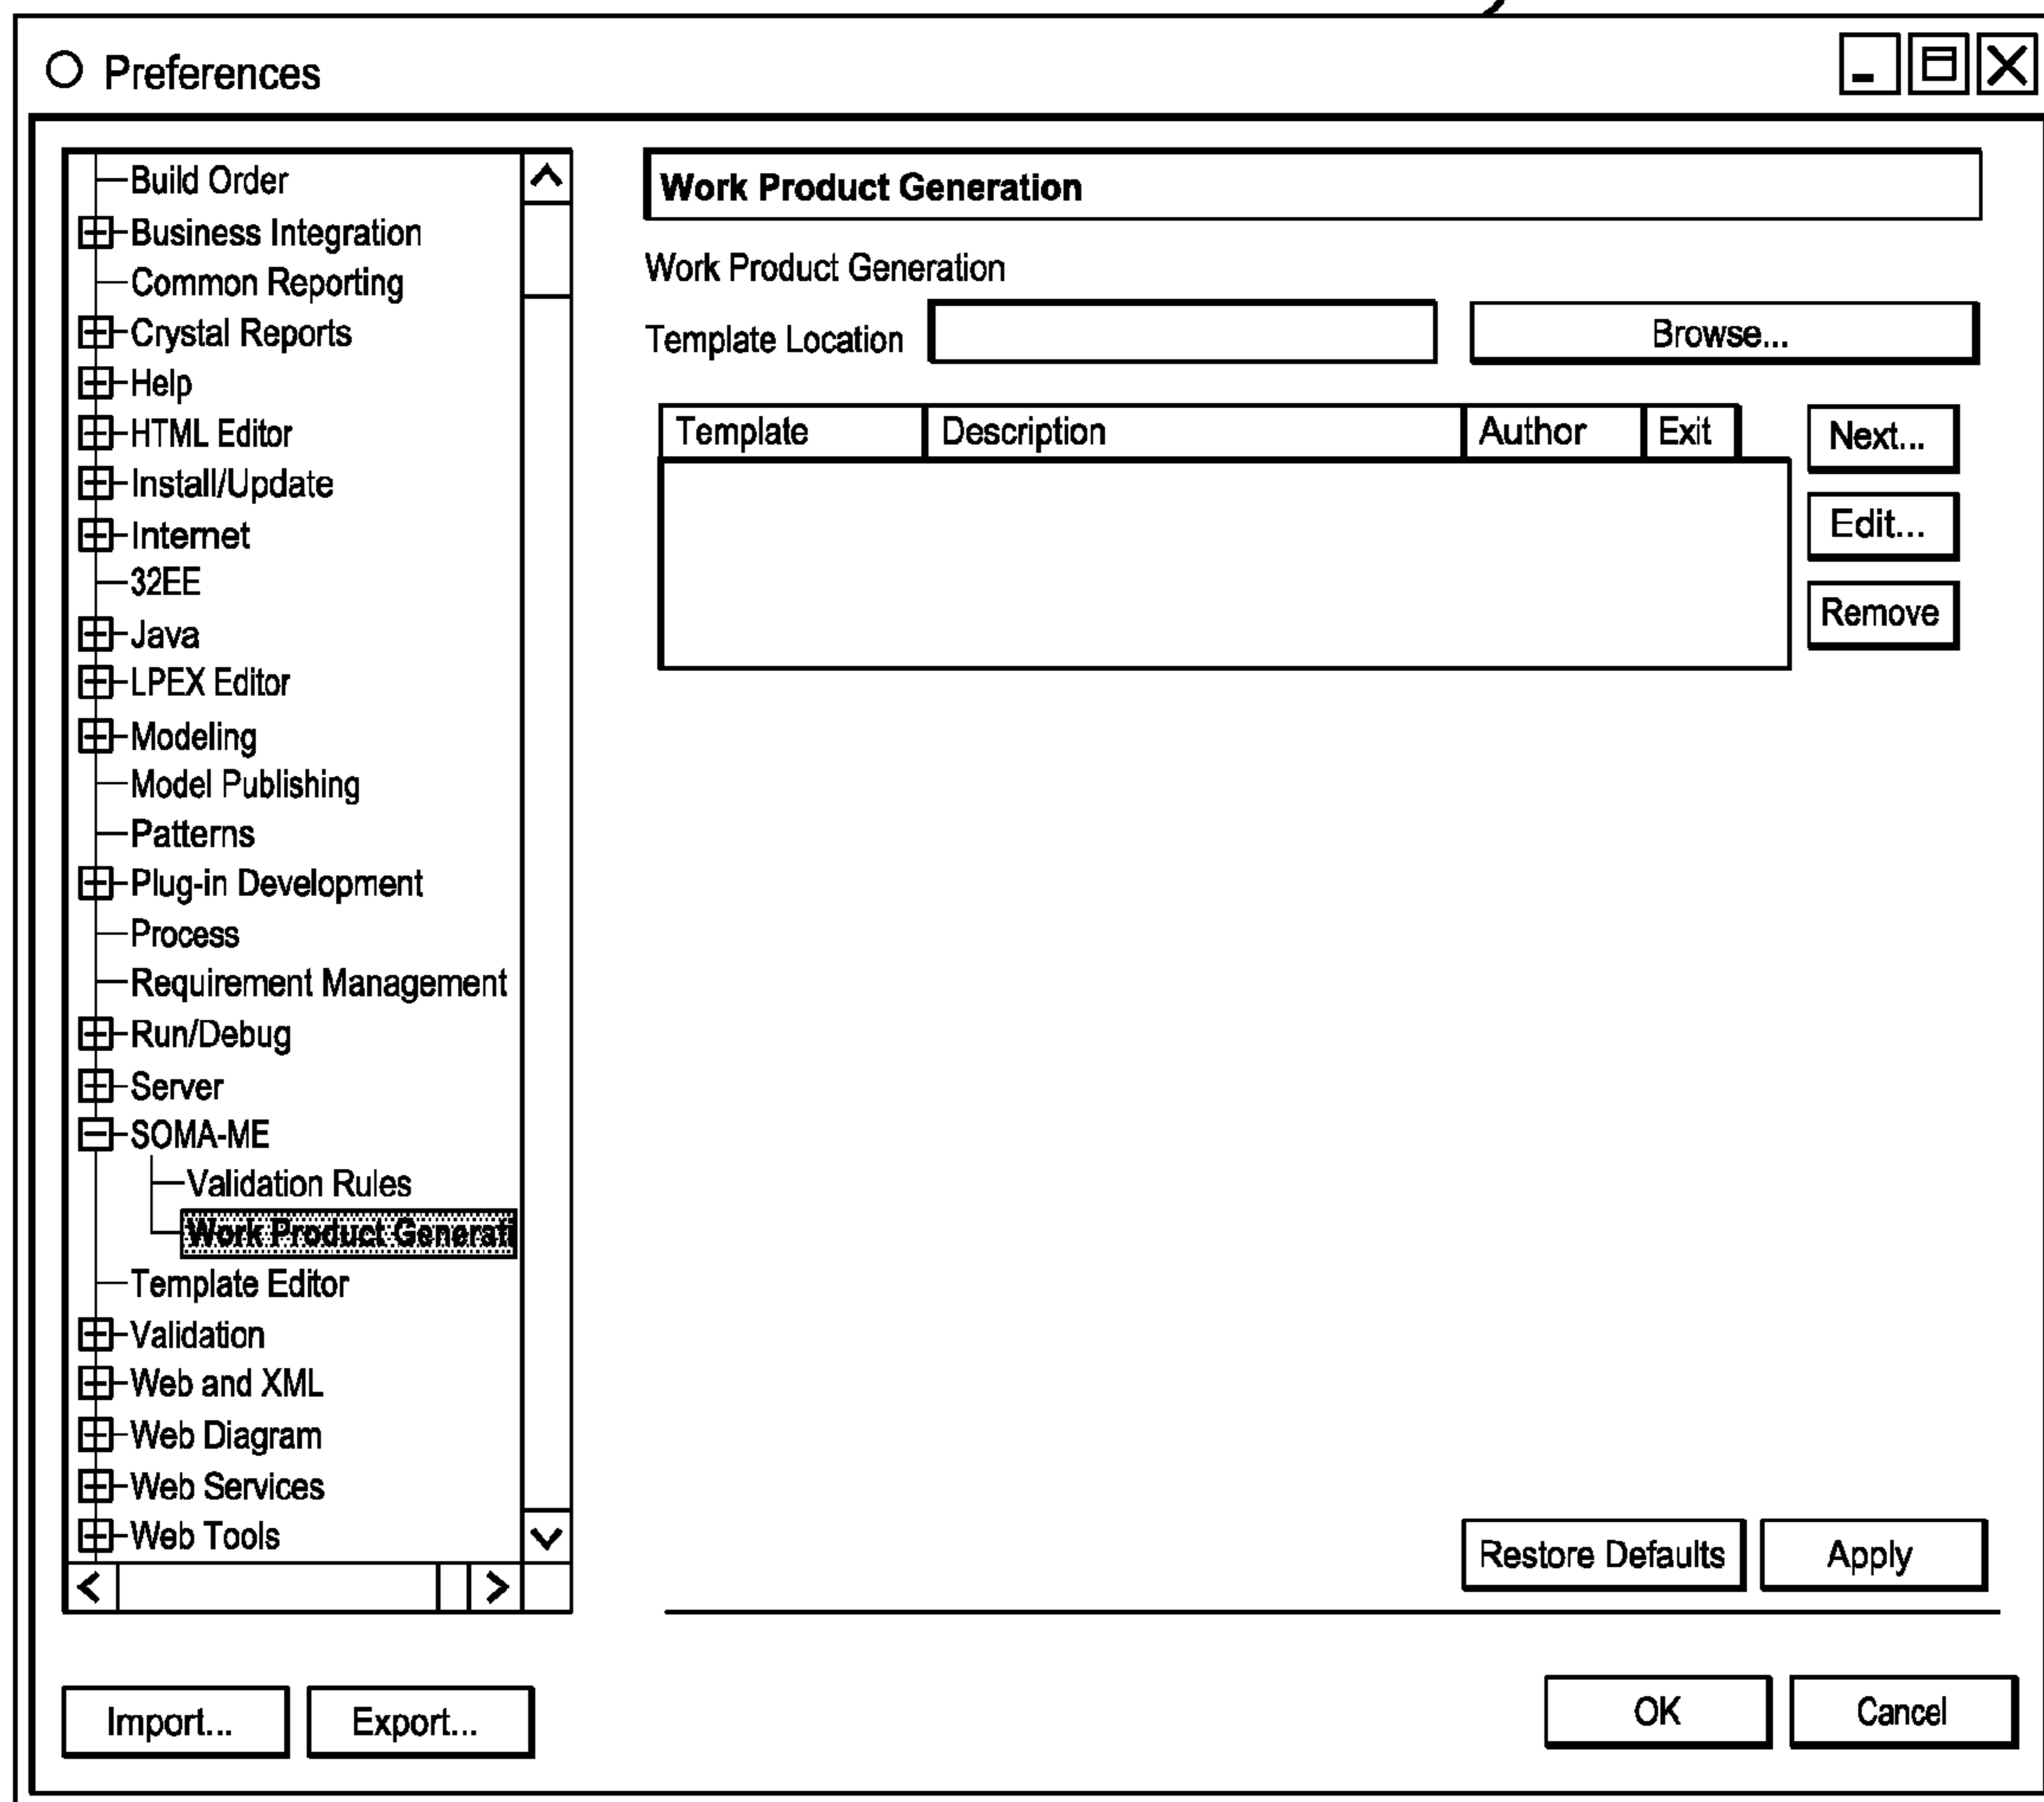 Preferences
Build Order
Business Integration
Common Reporting
Crystal Reports
Help
HTML Editor
Install/Update
Internet
32EE
Java
LPEX Editor
Modeling
Model Publishing
Patterns
Plug-in Development
Process
Requirement Management
Run/Debug
Server
SOMA-ME
Validation Rules
Work Product Generati
Template Editor
Validation
Web and XML
Web Diagram
Web Services
Web Tools
Work Product Generation
Work Product Generation
Template Location Browse...
Template Description Author Exit
Next...
Edit...
Remove
Restore Defaults Apply
Import... Export... OK Cancel